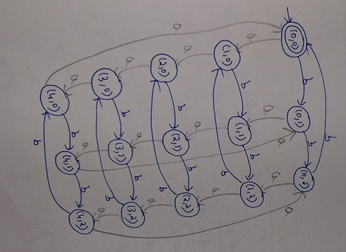 a
(4,0) a (3,0) a (2,0) a (1,0) a (0,0)
b b b b b
(4,1) a (3,1) a (2,1) a (1,1) a (0,1)
a
b b b b b b b b b b
(4,2) a (3,2) a (2,2) a (1,2) a (0,2)
a